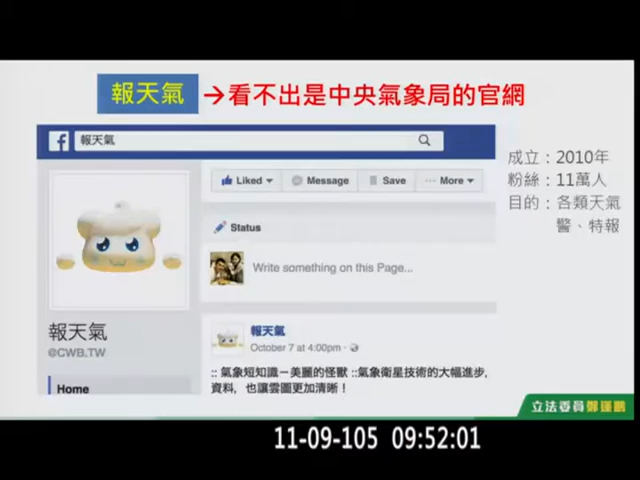 報天氣→看不出是中央氣象局的官網
報天氣
成立：2010年
粉絲：11萬人
目的：各類天氣
警、特報
Liked
Message
Save
More
Status
Write something on this Page...
報天氣
@CWB.TW
Home
報天氣
October 7 at 4:00pm
:: 氣象短知識－美麗的怪獸 ::氣象衛星技術的大幅進步,
資料，也讓雲圖更加清晰！
立法委員鄭運鵬
11-09-105 09:52:01